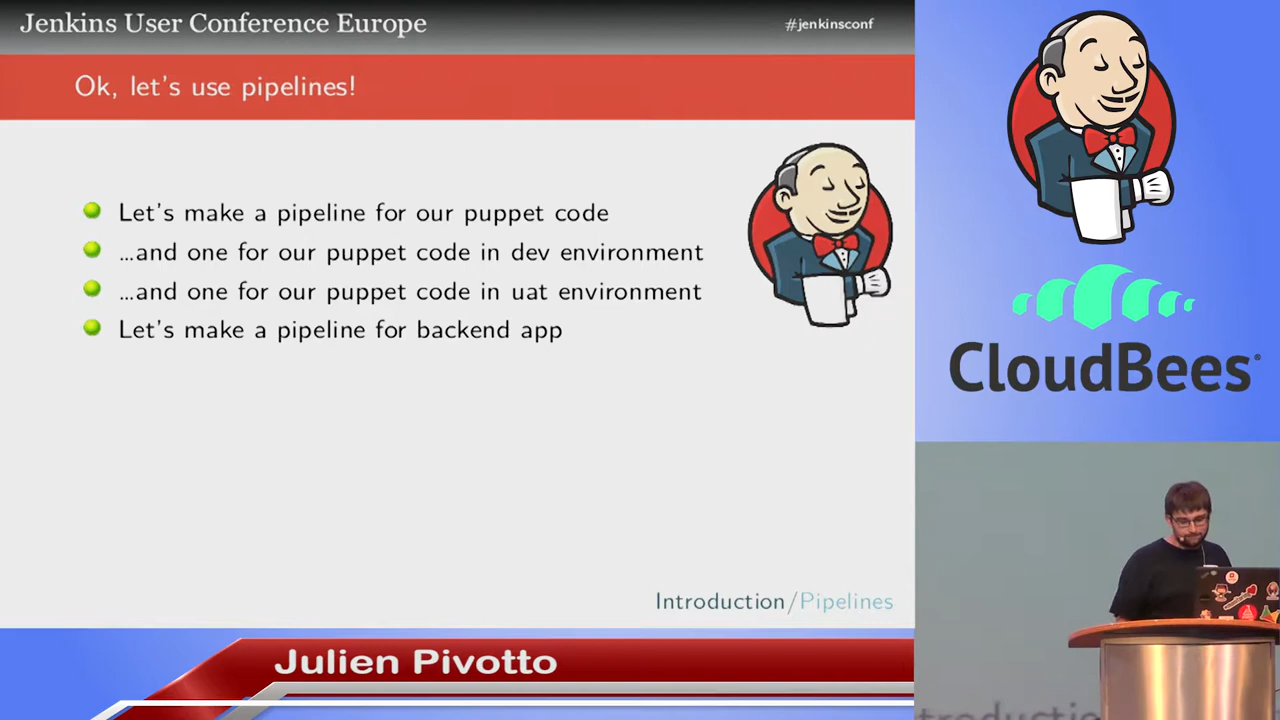 Jenkins User Conference Europe
#jenkinsconf
Ok, let's use pipelines!
Let's make a pipeline for our puppet code
...and one for our puppet code in dev environment
...and one for our puppet code in uat environment
Let's make a pipeline for backend app
Introduction/Pipelines
Julien Pivotto
CloudBees®